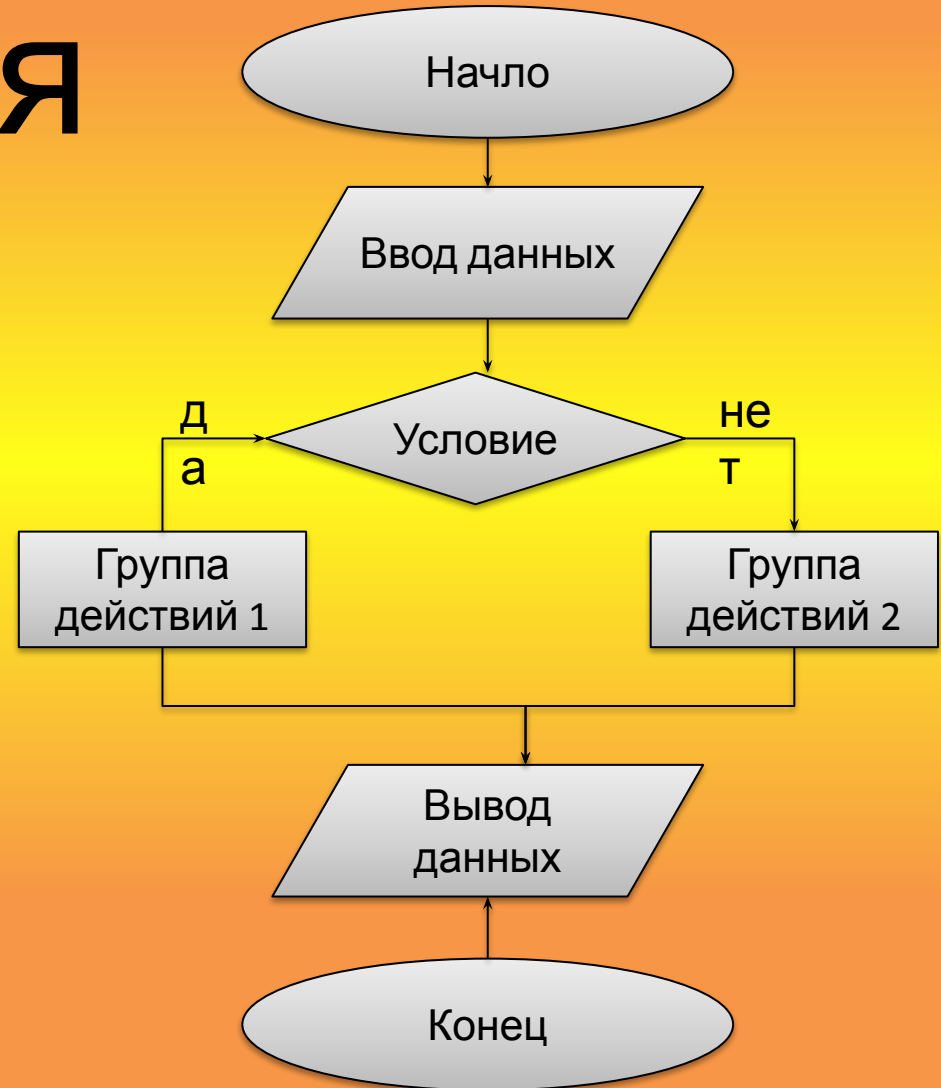 я
Начло
Ввод данных
Условие
д
а
не
т
Группа
действий 1
Группа
действий 2
Вывод
данных
Конец